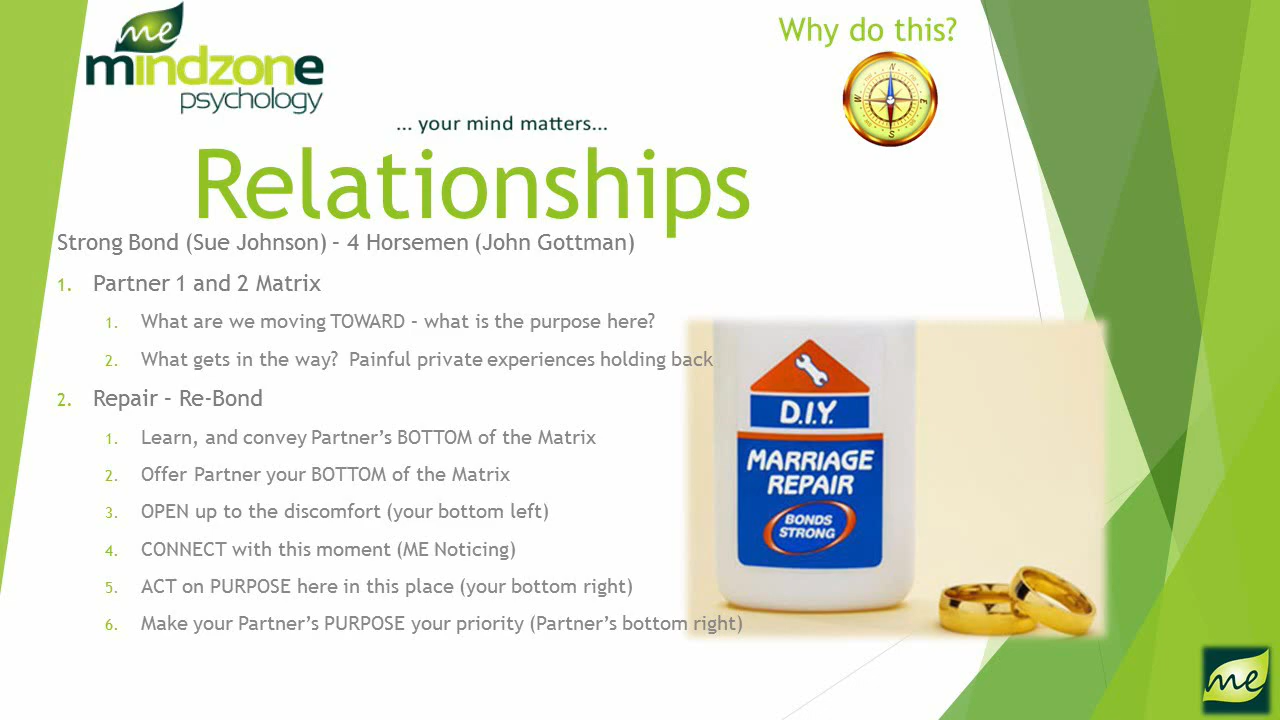 me
mindzone
psychology
... your mind matters...
Why do this?
N
E
S
W
Relationships
Strong Bond (Sue Johnson) – 4 Horsemen (John Gottman)
1. Partner 1 and 2 Matrix
1. What are we moving TOWARD – what is the purpose here?
2. What gets in the way?  Painful private experiences holding back
2. Repair – Re-Bond
1. Learn, and convey Partner’s BOTTOM of the Matrix
2. Offer Partner your BOTTOM of the Matrix
3. OPEN up to the discomfort (your bottom left)
4. CONNECT with this moment (ME Noticing)
5. ACT on PURPOSE here in this place (your bottom right)
6. Make your Partner’s PURPOSE your priority (Partner’s bottom right)
D.I.Y.
MARRIAGE
REPAIR
BONDS
STRONG
me